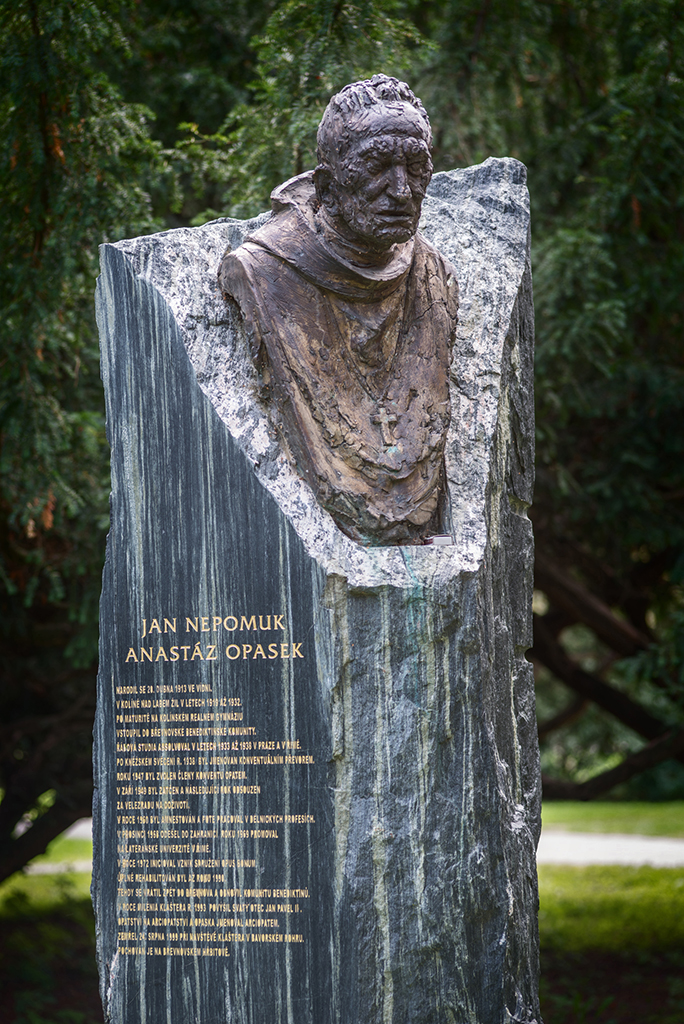 JAN NEPOMUK
ANASTÁZ OPASEK
NARODIL SE 20. DUBNA 1913 VE VÍDNI.
V KOLÍNĚ NAD LABEM ŽIL V LETECH 1918 AŽ 1932.
PO MATURITĚ NA KOLÍNSKÉM REÁLNÉM GYMNÁZIU
VSTOUPIL DO BŘEVNOVSKÉ BENEDIKTINSKÉ KOMUNITY.
ŘÁDOVÁ STUDIA ABSOLVOVAL V LETECH 1933 AŽ 1938 V PRAZE A V ŘÍMĚ.
PO KNĚŽSKÉM SVĚCENÍ R. 1938 BYL JMENOVÁN KONVENTUÁLNÍM PŘEVOREM.
ROKU 1947 BYL ZVOLEN ČLENY KONVENTU OPATEM.
V ZÁŘÍ 1949 BYL ZATČEN A NÁSLEDUJÍCÍ ROK ODSOUZEN
ZA VELEZRADU NA DOŽIVOTÍ.
V ROCE 1960 BYL AMNESTOVÁN A POTÉ PRACOVAL V DĚLNICKÝCH PROFESÍCH.
V PROSINCI 1968 ODEŠEL DO ZAHRANIČÍ. ROKU 1969 PROMOVAL
NA LATERÁNSKÉ UNIVERZITĚ V ŘÍMĚ.
V ROCE 1972 INICIOVAL VZNIK SDRUŽENÍ OPUS BONUM.
ÚPLNĚ REHABILITOVÁN BYL AŽ ROKU 1990.
TEHDY SE VRÁTIL ZPĚT DO BŘEVNOVA A OBNOVIL KOMUNITU BENEDIKTINŮ.
V ROCE MILÉNIA KLÁŠTERA R. 1993 POVÝŠIL SVATÝ OTEC JAN PAVEL II.
OPATSTVÍ NA ARCIOPATSTVÍ A OPASKA JMENOVAL ARCIOPATEM.
ZEMŘEL 24. SRPNA 1999 PŘI NÁVŠTĚVĚ KLÁŠTERA V BAVORSKÉM ROHRU.
POCHOVÁN JE NA BŘEVNOVSKÉM HŘBITOVĚ.